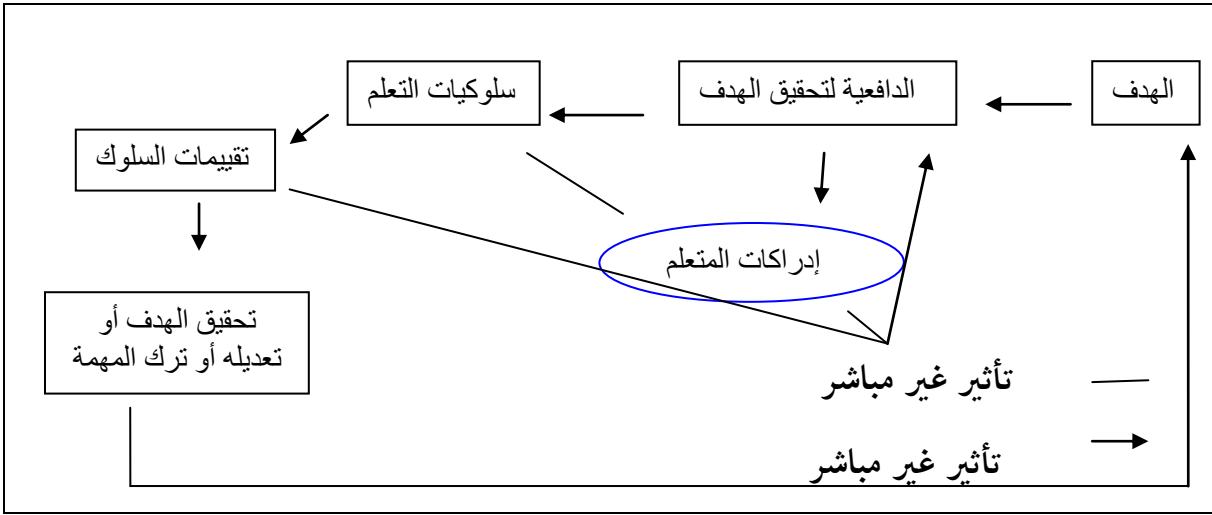 الهدف
الدافعية لتحقيق الهدف
سلوكيات التعلم
تقييمات السلوك
إدراكات المتعلم
تحقيق الهدف أو
تعديله أو ترك المهمة
تأثير غير مباشر
تأثير غير مباشر